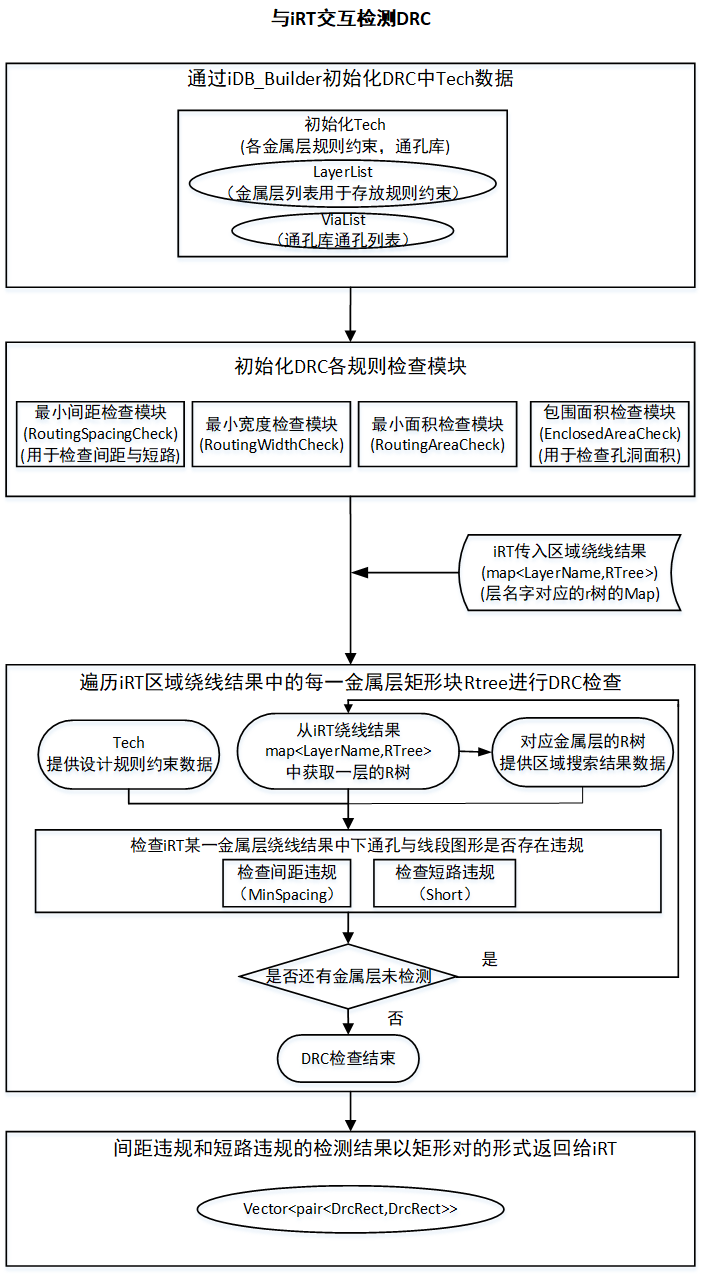 与iRT交互检测DRC
通过iDB_Builder初始化DRC中Tech数据
初始化Tech
(各金属层规则约束，通孔库)
LayerList
（金属层列表用于存放规则约束）
ViaList
（通孔库通孔列表）
初始化DRC各规则检查模块
最小间距检查模块
(RoutingSpacingCheck)
(用于检查间距与短路)
最小宽度检查模块
(RoutingWidthCheck)
最小面积检查模块
(RoutingAreaCheck)
包围面积检查模块
(EnclosedAreaCheck)
(用于检查孔洞面积)
iRT传入区域绕线结果
(map<LayerName,RTree>)
(层名字对应的r树的Map)
遍历iRT区域绕线结果中的每一金属层矩形块Rtree进行DRC检查
Tech
提供设计规则约束数据
从iRT绕线结果
map<LayerName,RTree>
中获取一层的R树
对应金属层的R树
提供区域搜索结果数据
检查iRT某一金属层绕线结果中下通孔与线段图形是否存在违规
检查间距违规
（MinSpacing）
检查短路违规
（Short）
是否还有金属层未检测
是
否
DRC检查结束
间距违规和短路违规的检测结果以矩形对的形式返回给iRT
Vector<pair<DrcRect,DrcRect>>